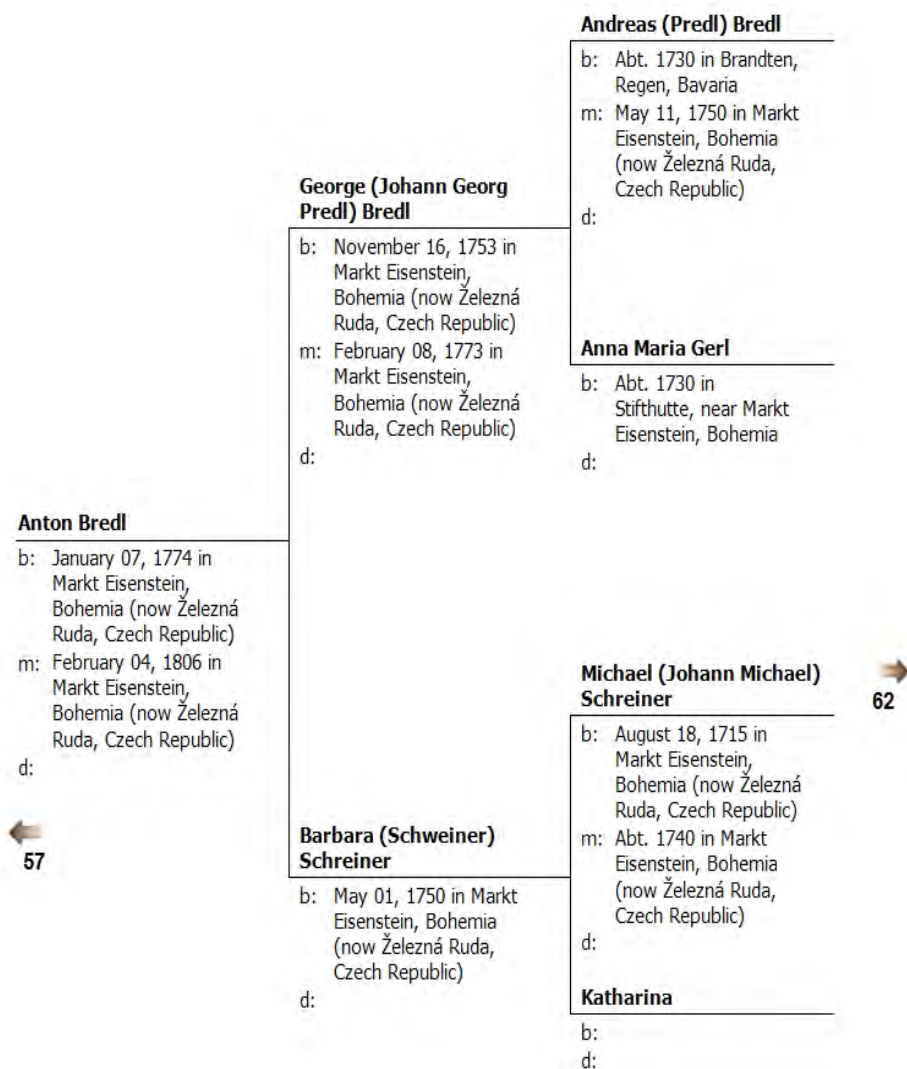 Andreas (Predl) Bredl
b: Abt. 1730 in Brandten,
Regen, Bavaria
m: May 11, 1750 in Markt
Eisenstein, Bohemia
(now Železná Ruda,
Czech Republic)
d:
George (Johann Georg
Predl) Bredl
b: November 16, 1753 in
Markt Eisenstein,
Bohemia (now Železná
Ruda, Czech Republic)
m: February 08, 1773 in
Markt Eisenstein,
Bohemia (now Železná
Ruda, Czech Republic)
d:
Anna Maria Gerl
b: Abt. 1730 in
Stifthutte, near Markt
Eisenstein, Bohemia
d:
Anton Bredl
b: January 07, 1774 in
Markt Eisenstein,
Bohemia (now Železná
Ruda, Czech Republic)
m: February 04, 1806 in
Markt Eisenstein,
Bohemia (now Železná
Ruda, Czech Republic)
d:
57
Michael (Johann Michael)
Schreiner
62
b: August 18, 1715 in
Markt Eisenstein,
Bohemia (now Železná
Ruda, Czech Republic)
m: Abt. 1740 in Markt
Eisenstein, Bohemia
(now Železná Ruda,
Czech Republic)
d:
Barbara (Schweiner)
Schreiner
b: May 01, 1750 in Markt
Eisenstein, Bohemia
(now Železná Ruda,
Czech Republic)
d:
Katharina
b:
d: